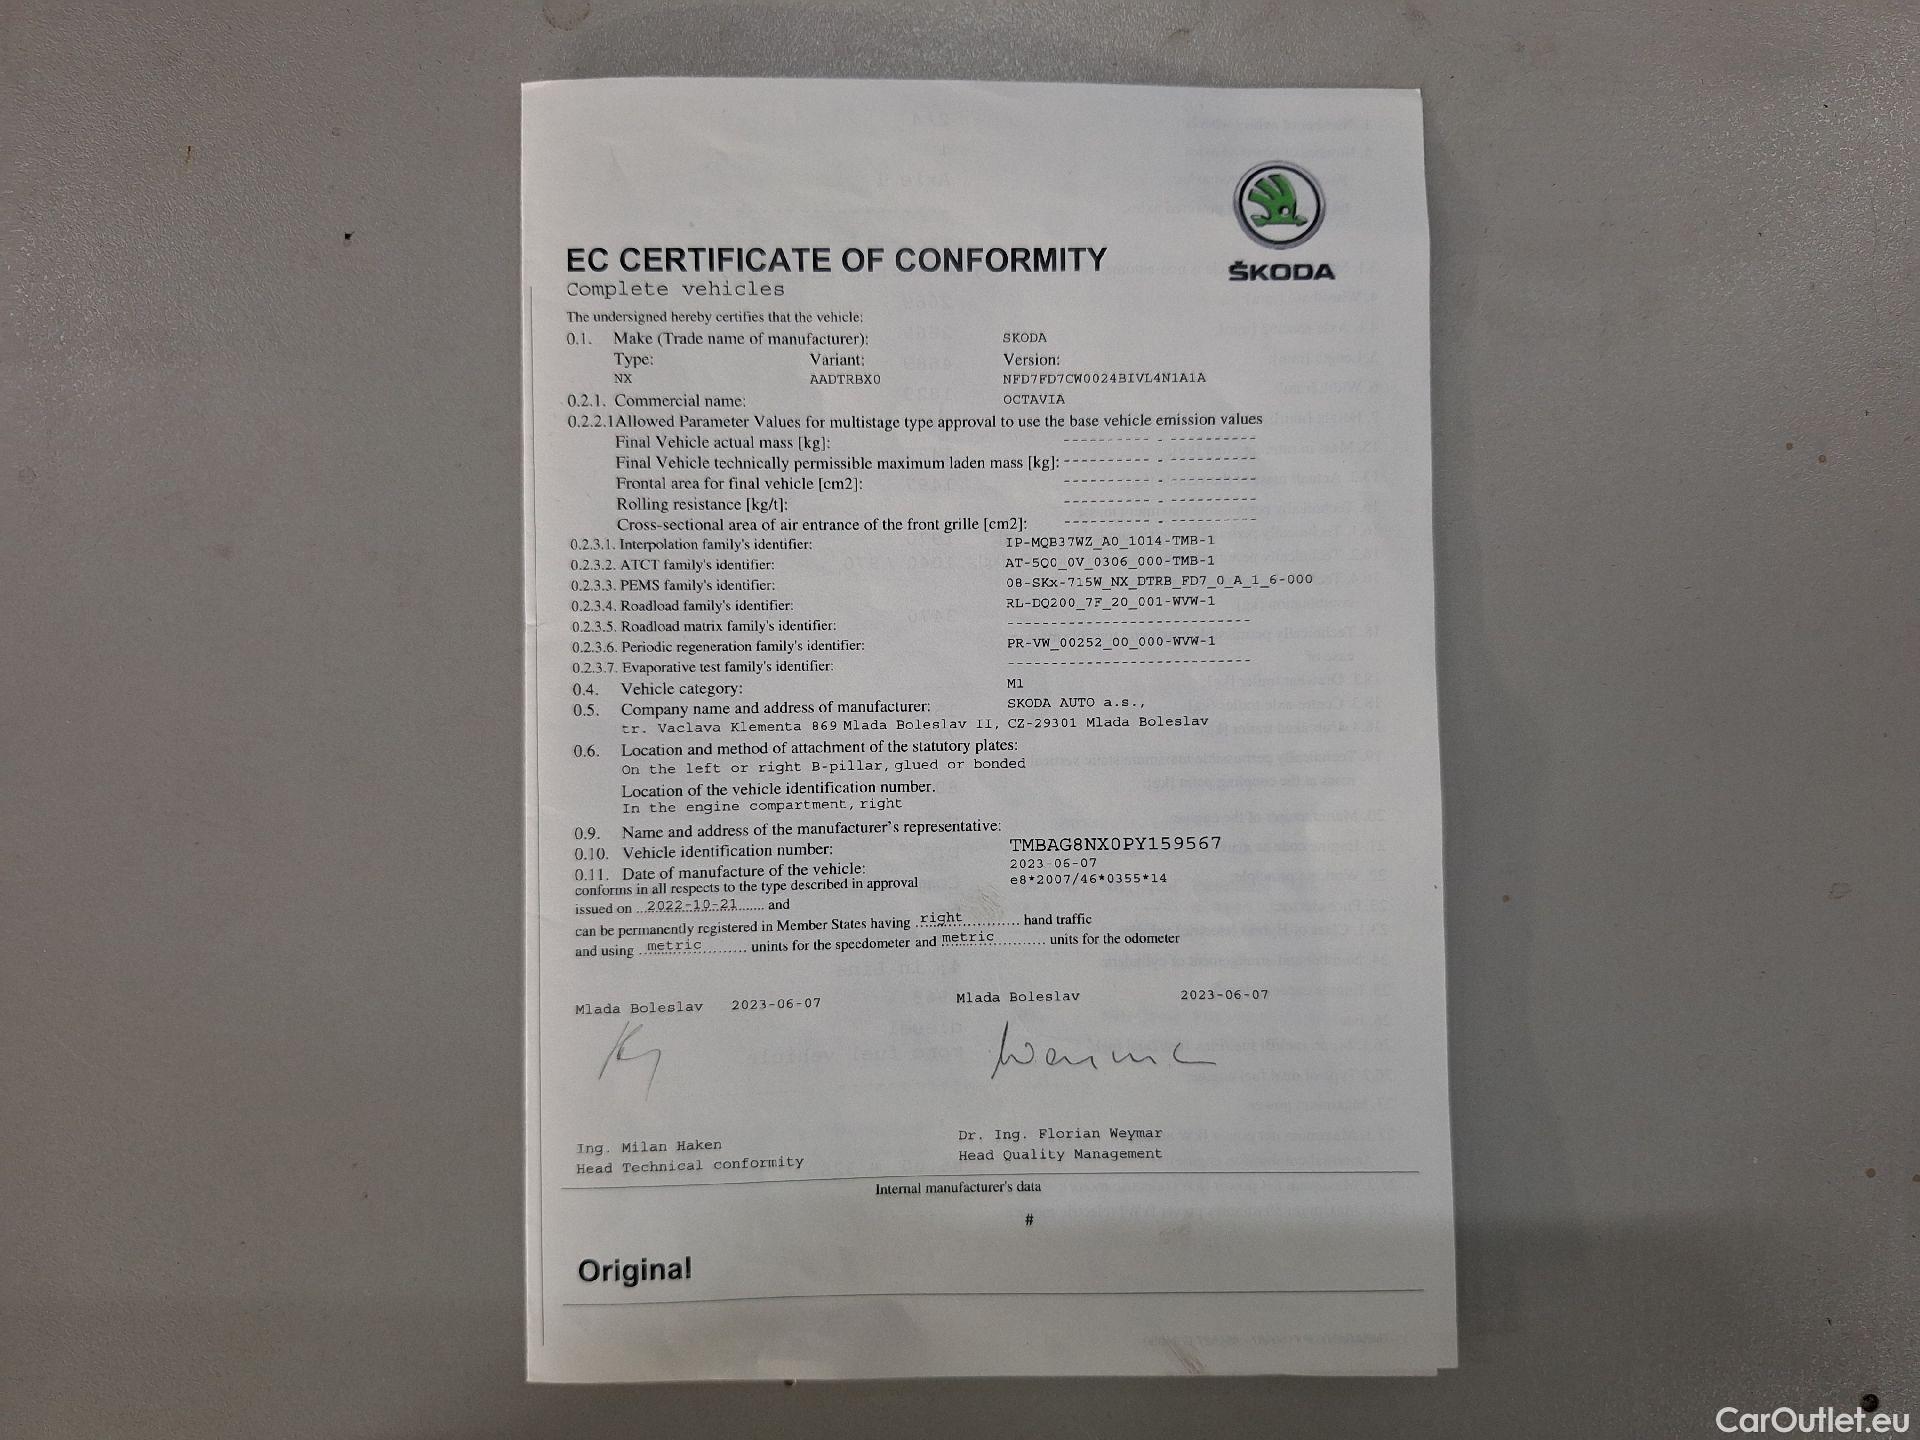 ŠKODA
EC CERTIFICATE OF CONFORMITY
Complete vehicles
The undersigned hereby certifies that the vehicle:
0.1. Make (Trade name of manufacturer): SKODA
Type: Variant: Version:
NX AADTRBX0 NFD7FD7CW0024BIVL4N1A1A
0.2.1. Commercial name: OCTAVIA
0.2.2.1Allowed Parameter Values for multistage type approval to use the base vehicle emission values
Final Vehicle actual mass [kg]: ---------- - ----------
Final Vehicle technically permissible maximum laden mass [kg]: ---------- - ----------
Frontal area for final vehicle [cm2]: ---------- - ----------
Rolling resistance [kg/t]: ---------- - ----------
Cross-sectional area of air entrance of the front grille [cm2]: ---------- - ----------
0.2.3.1. Interpolation family's identifier: IP-MQB37WZ_A0_1014-TMB-1
0.2.3.2. ATCT family's identifier: AT-5Q0_0V_0306_000-TMB-1
0.2.3.3. PEMS family's identifier: 08-SKx-715W_NX_DTRB_FD7_0_A_1_6-000
0.2.3.4. Roadload family's identifier: RL-DQ200_7F_20_001-WVW-1
0.2.3.5. Roadload matrix family's identifier: ----------------------------
0.2.3.6. Periodic regeneration family's identifier: PR-VW_00252_00_000-WVW-1
0.2.3.7. Evaporative test family's identifier: ----------------------------
0.4. Vehicle category: M1
0.5. Company name and address of manufacturer: SKODA AUTO a.s.,
tr. Vaclava Klementa 869 Mlada Boleslav II, CZ-29301 Mlada Boleslav
0.6. Location and method of attachment of the statutory plates:
On the left or right B-pillar, glued or bonded
Location of the vehicle identification number.
In the engine compartment, right
0.9. Name and address of the manufacturer's representative:
0.10. Vehicle identification number: TMBAG8NX0PY159567
0.11. Date of manufacture of the vehicle: 2023-06-07
conforms in all respects to the type described in approval e8*2007/46*0355*14
issued on ...2022-10-21....... and
can be permanently registered in Member States having .right............. hand traffic
and using ..metric.......... unints for the speedometer and metric............ units for the odometer
Mlada Boleslav 2023-06-07 Mlada Boleslav 2023-06-07
Ing. Milan Haken Dr. Ing. Florian Weymar
Head Technical conformity Head Quality Management
Internal manufacturer's data
#
Original
CarOutlet.eu